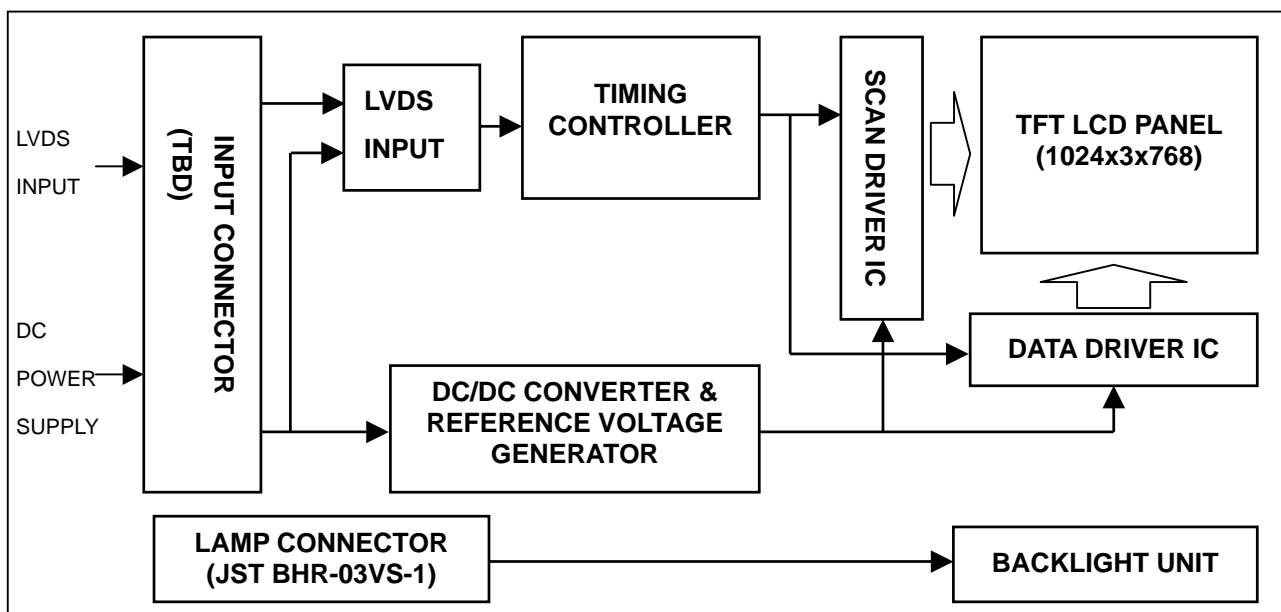 LVDS
INPUT
DC
POWER
SUPPLY
INPUT CONNECTOR
(TBD)
LVDS
INPUT
TIMING
CONTROLLER
SCAN DRIVER IC
TFT LCD PANEL
(1024x3x768)
DATA DRIVER IC
DC/DC CONVERTER &
REFERENCE VOLTAGE
GENERATOR
LAMP CONNECTOR
(JST BHR-03VS-1)
BACKLIGHT UNIT